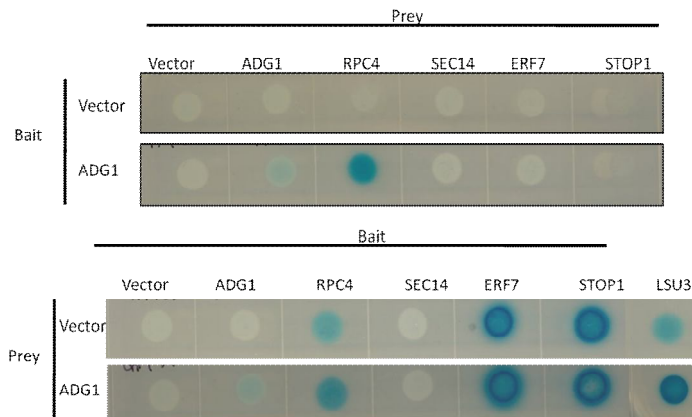 Prey
Vector ADG1 RPC4 SEC14 ERF7 STOP1
Bait
Vector
ADG1
Bait
Vector ADG1 RPC4 SEC14 ERF7 STOP1 LSU3
Prey
Vector
ADG1